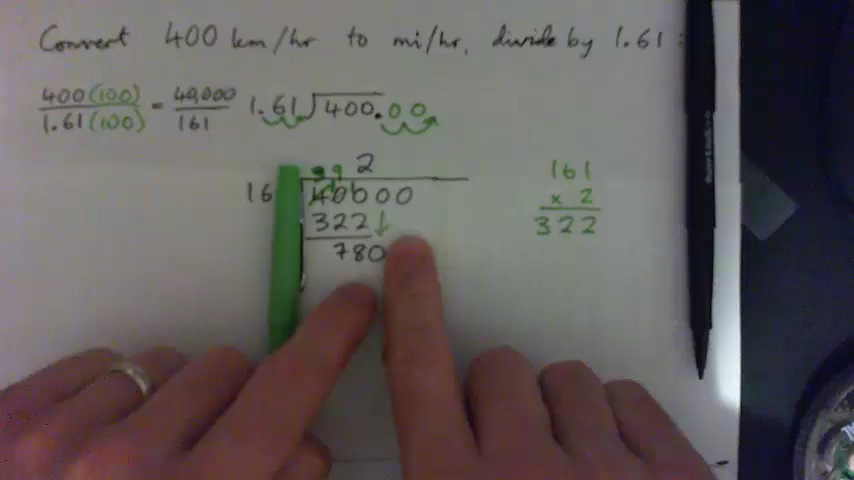 Convert 400 km/hr to mi/hr, divide by 1.61 :
400(100) = 40,000 1.61 400.00
1.61(100) 161
2
16 40000
322
780
161
x 2
322